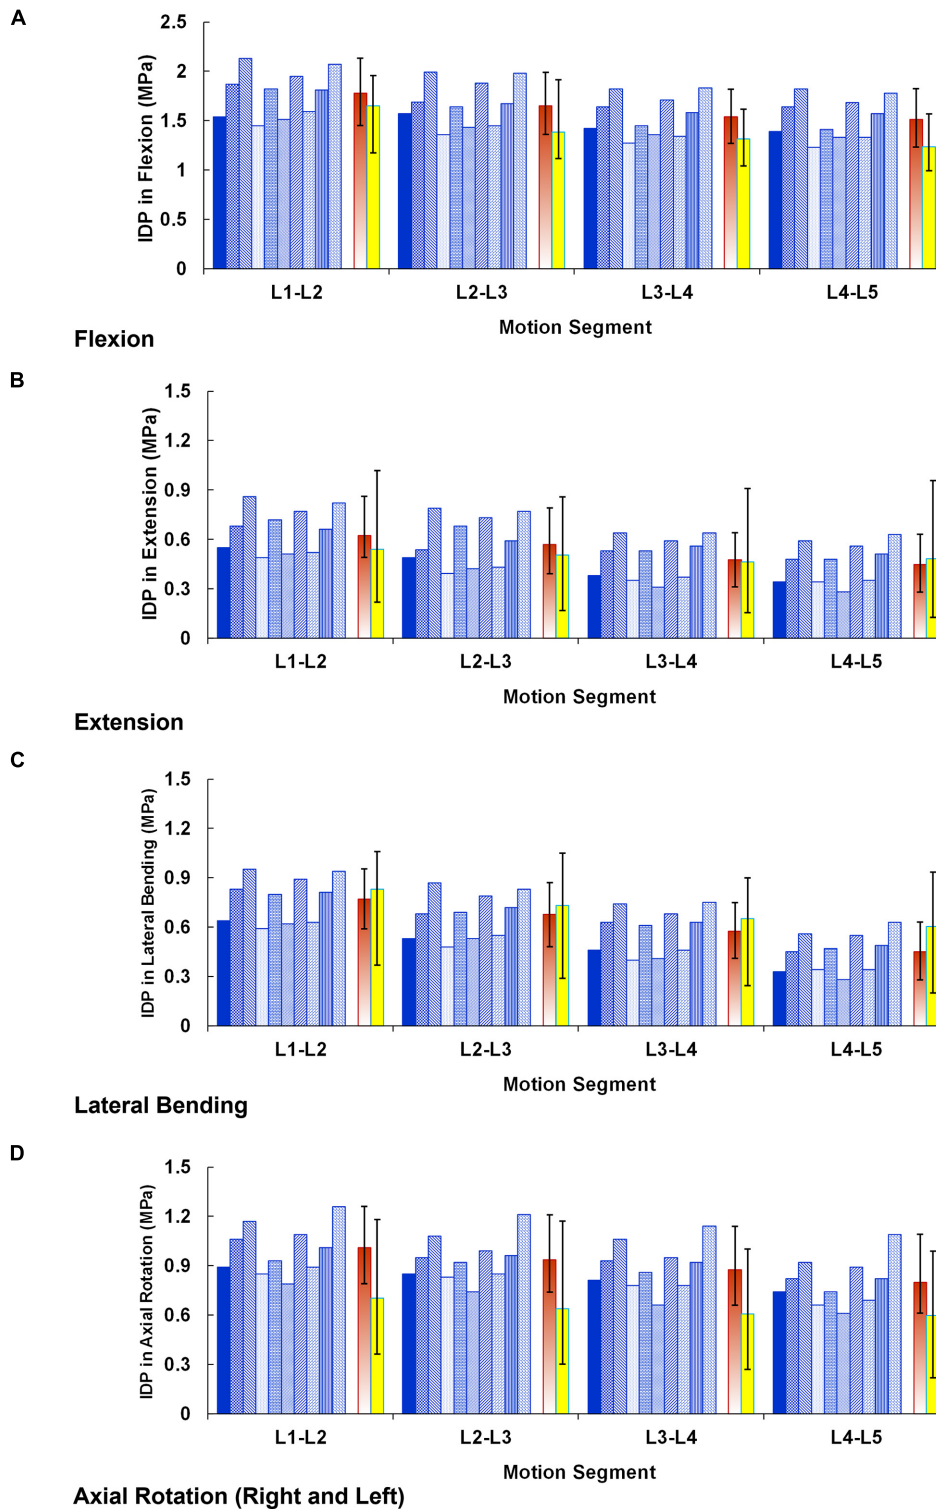 A
IDP in Flexion (MPa)
2.5
2
1.5
1
0.5
0
L1-L2 L2-L3 L3-L4 L4-L5
Motion Segment
Flexion
B
IDP in Extension (MPa)
1.5
1.2
0.9
0.6
0.3
0
L1-L2 L2-L3 L3-L4 L4-L5
Motion Segment
Extension
C
IDP in Lateral Bending (MPa)
1.5
1.2
0.9
0.6
0.3
0
L1-L2 L2-L3 L3-L4 L4-L5
Motion Segment
Lateral Bending
D
IDP in Axial Rotation (MPa)
1.5
1.2
0.9
0.6
0.3
0
L1-L2 L2-L3 L3-L4 L4-L5
Motion Segment
Axial Rotation (Right and Left)